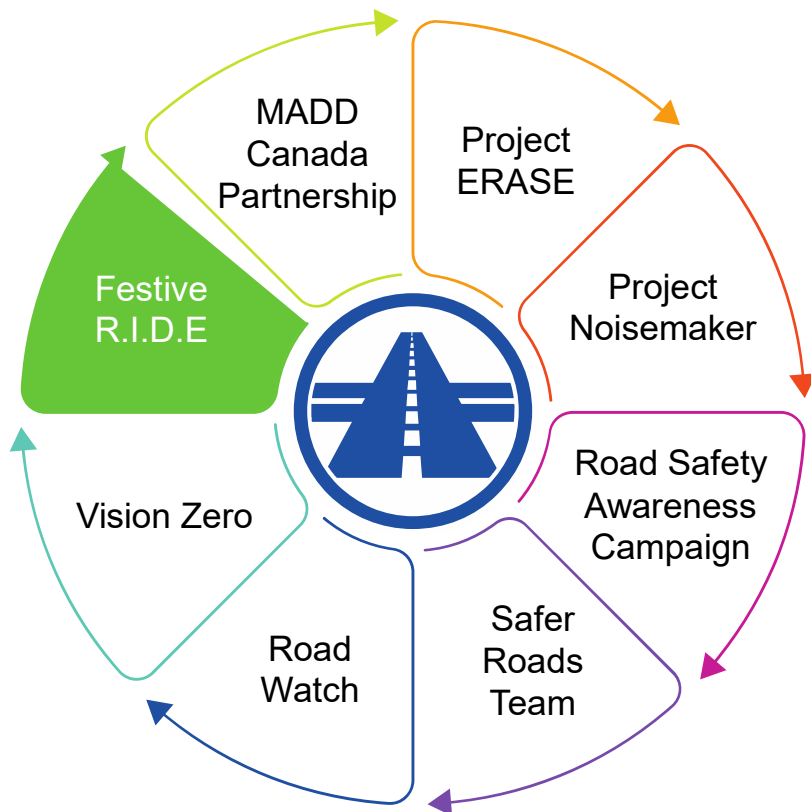 MADD
Canada
Partnership
Project
ERASE
Project
Noisemaker
Road Safety
Awareness
Campaign
Safer
Roads
Team
Road
Watch
Vision Zero
Festive
R.I.D.E